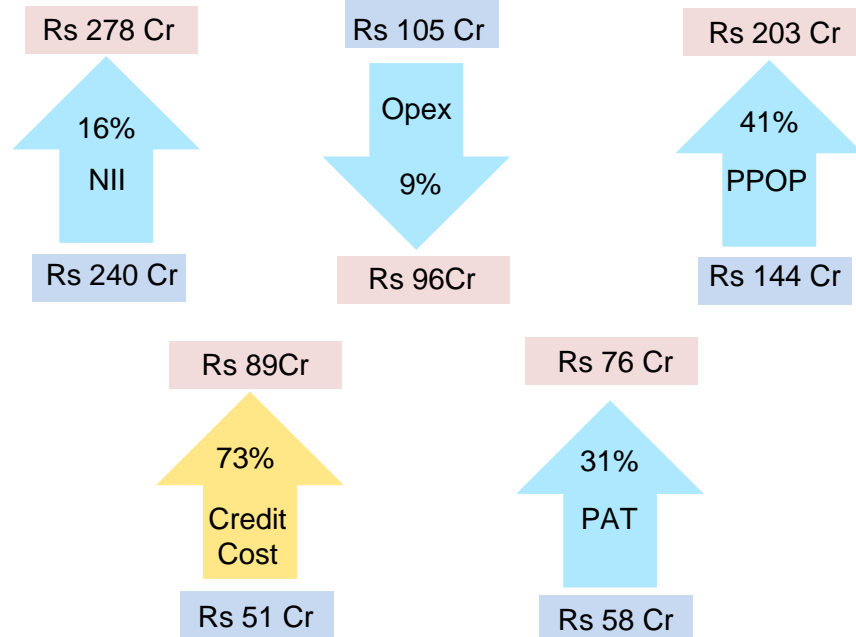 Rs 278 Cr
16%
NII
Rs 240 Cr
Rs 105 Cr
Opex
9%
Rs 96Cr
Rs 203 Cr
41%
PPOP
Rs 144 Cr
Rs 89Cr
73%
Credit
Cost
Rs 51 Cr
Rs 76 Cr
31%
PAT
Rs 58 Cr